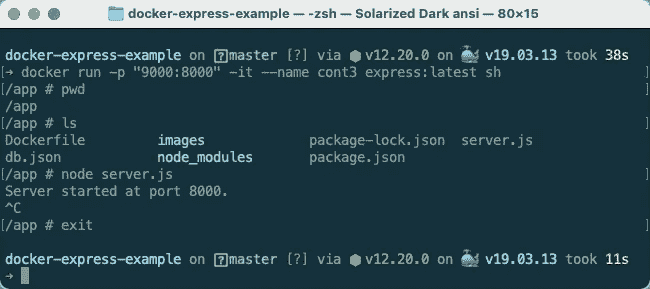 docker-express-example — -zsh — Solarized Dark ansi — 80×15
docker-express-example on ⍰master [?] via ⬢ v12.20.0 on 🐳 v19.03.13 took 38s
[➜ docker run -p "9000:8000" -it --name cont3 express:latest sh ]
[/app # pwd ]
/app
[/app # ls ]
Dockerfile images package-lock.json server.js
db.json node_modules package.json
[/app # node server.js ]
Server started at port 8000.
^C
[/app # exit ]
docker-express-example on ⍰master [?] via ⬢ v12.20.0 on 🐳 v19.03.13 took 11s
➜